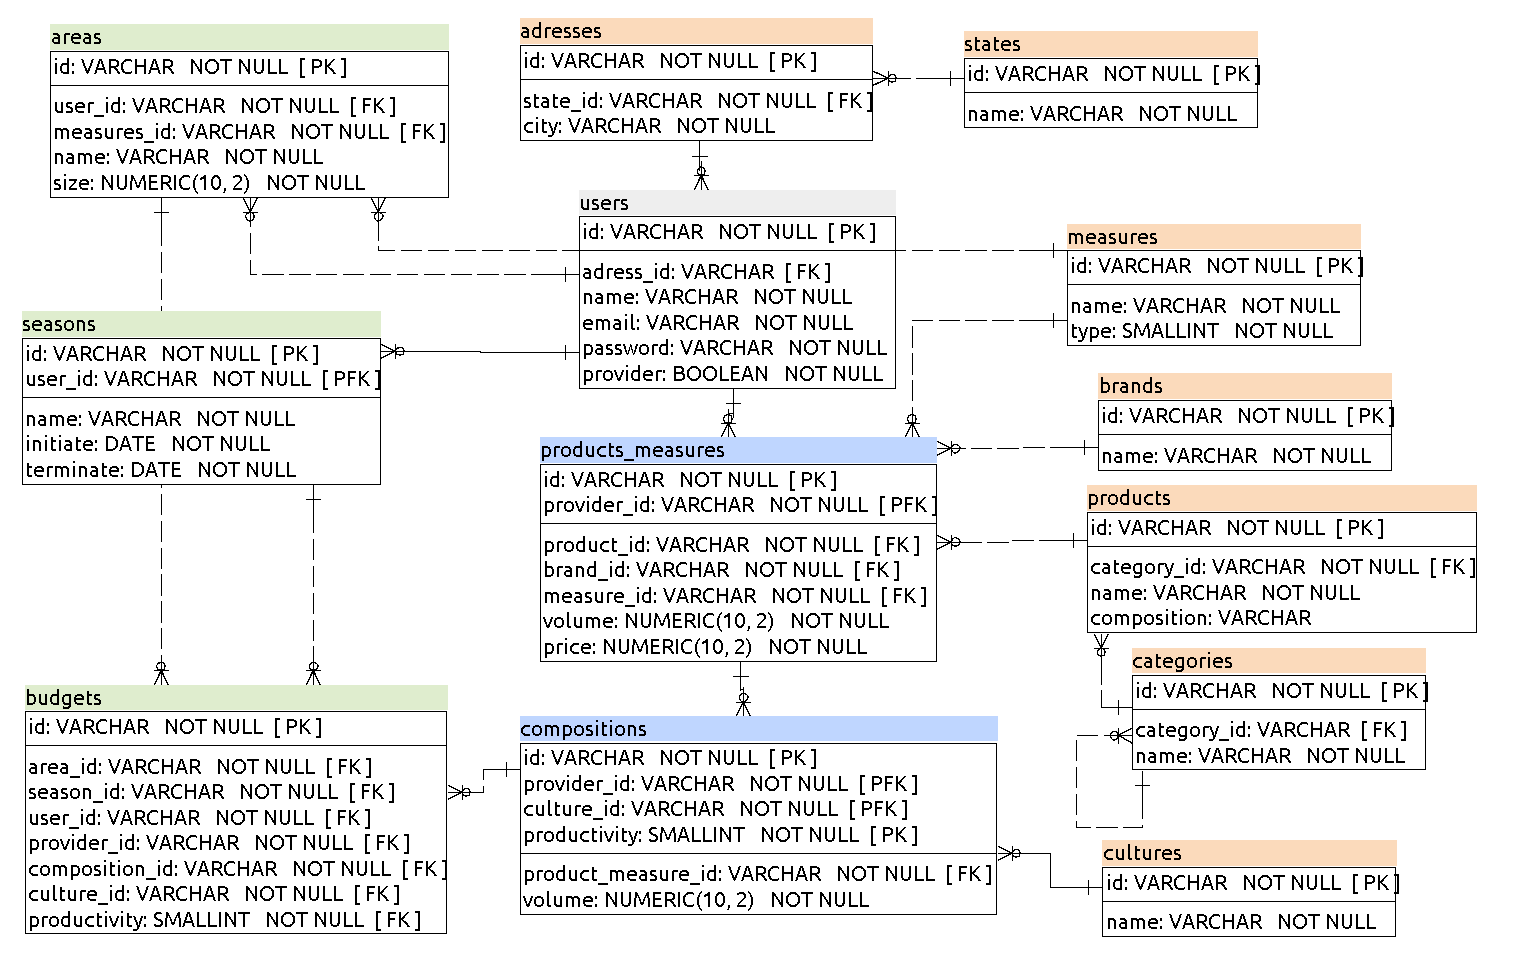 areas
id: VARCHAR NOT NULL [ PK ]
user_id: VARCHAR NOT NULL [ FK ]
measures_id: VARCHAR NOT NULL [ FK ]
name: VARCHAR NOT NULL
size: NUMERIC(10, 2) NOT NULL
adresses
id: VARCHAR NOT NULL [ PK ]
state_id: VARCHAR NOT NULL [ FK ]
city: VARCHAR NOT NULL
states
id: VARCHAR NOT NULL [ PK ]
name: VARCHAR NOT NULL
users
id: VARCHAR NOT NULL [ PK ]
adress_id: VARCHAR [ FK ]
name: VARCHAR NOT NULL
email: VARCHAR NOT NULL
password: VARCHAR NOT NULL
provider: BOOLEAN NOT NULL
measures
id: VARCHAR NOT NULL [ PK ]
name: VARCHAR NOT NULL
type: SMALLINT NOT NULL
seasons
id: VARCHAR NOT NULL [ PK ]
user_id: VARCHAR NOT NULL [ PFK ]
name: VARCHAR NOT NULL
initiate: DATE NOT NULL
terminate: DATE NOT NULL
brands
id: VARCHAR NOT NULL [ PK ]
name: VARCHAR NOT NULL
products_measures
id: VARCHAR NOT NULL [ PK ]
provider_id: VARCHAR NOT NULL [ PFK ]
product_id: VARCHAR NOT NULL [ FK ]
brand_id: VARCHAR NOT NULL [ FK ]
measure_id: VARCHAR NOT NULL [ FK ]
volume: NUMERIC(10, 2) NOT NULL
price: NUMERIC(10, 2) NOT NULL
products
id: VARCHAR NOT NULL [ PK ]
category_id: VARCHAR NOT NULL [ FK ]
name: VARCHAR NOT NULL
composition: VARCHAR
categories
id: VARCHAR NOT NULL [ PK ]
category_id: VARCHAR [ FK ]
name: VARCHAR NOT NULL
budgets
id: VARCHAR NOT NULL [ PK ]
area_id: VARCHAR NOT NULL [ FK ]
season_id: VARCHAR NOT NULL [ FK ]
user_id: VARCHAR NOT NULL [ FK ]
provider_id: VARCHAR NOT NULL [ FK ]
composition_id: VARCHAR NOT NULL [ FK ]
culture_id: VARCHAR NOT NULL [ FK ]
productivity: SMALLINT NOT NULL [ FK ]
compositions
id: VARCHAR NOT NULL [ PK ]
provider_id: VARCHAR NOT NULL [ PFK ]
culture_id: VARCHAR NOT NULL [ PFK ]
productivity: SMALLINT NOT NULL [ PK ]
product_measure_id: VARCHAR NOT NULL [ FK ]
volume: NUMERIC(10, 2) NOT NULL
cultures
id: VARCHAR NOT NULL [ PK ]
name: VARCHAR NOT NULL